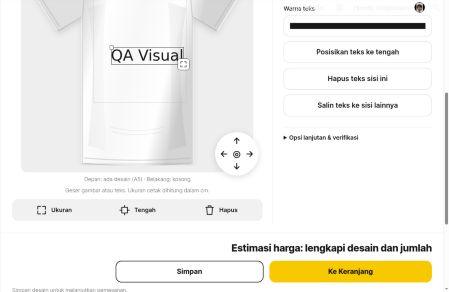 Warna teks
QA Visual
Posisikan teks ke tengah
Hapus teks sisi ini
Salin teks ke sisi lainnya
▸ Opsi lanjutan & verifikasi
Depan: ada desain (A5) · Belakang: kosong.
Geser gambar atau teks. Ukuran cetak dihitung dalam cm.
Ukuran
Tengah
Hapus
Estimasi harga: lengkapi desain dan jumlah
Simpan
Ke Keranjang
Simpan desain untuk melanjutkan pemesanan.